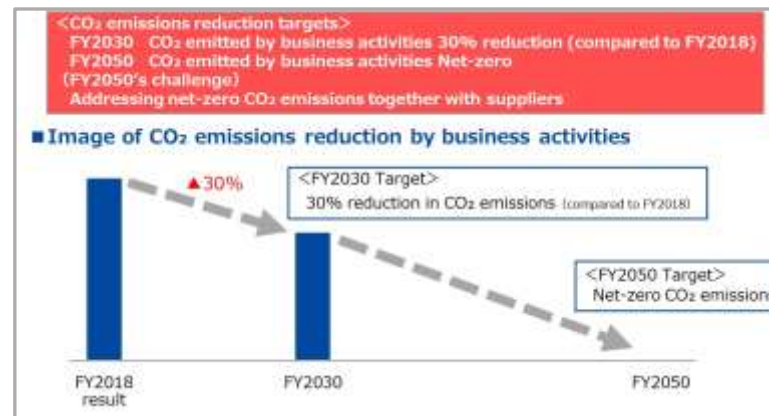 <CO₂ emissions reduction targets>
FY2030 CO₂ emitted by business activities 30% reduction (compared to FY2018)
FY2050 CO₂ emitted by business activities Net-zero
(FY2050's challenge)
Addressing net-zero CO₂ emissions together with suppliers
■Image of CO₂ emissions reduction by business activities
▲30%
<FY2030 Target>
30% reduction in CO₂ emissions (compared to FY2018)
<FY2050 Target>
Net-zero CO₂ emission
FY2018
result
FY2030
FY2050